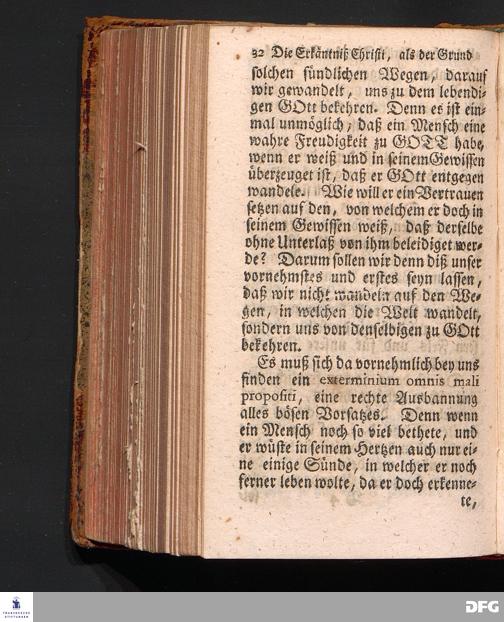 32 Die Erkäntniß Christi, als der Grund
solchen sündlichen Wegen, darauf
wir gewandelt, uns zu dem lebendi-
gen GOtt bekehren. Denn es ist ein-
mal unmöglich, daß ein Mensch eine
wahre Freudigkeit zu GOTT habe,
wenn er weiß und in seinem Gewissen
überzeuget ist, daß er GOtt entgegen
wandele. Wie will er ein Vertrauen
setzen auf den, von welchem er doch in
seinem Gewissen weiß, daß derselbe
ohne Unterlaß von ihm beleidiget wer-
de? Darum sollen wir denn diß unser
vornehmstes und erstes seyn lassen,
daß wir nicht wandeln auf den We-
gen, in welchen die Welt wandelt,
sondern uns von denselbigen zu GOtt
bekehren.
Es muß sich da vornehmlich bey uns
finden ein exterminium omnis mali
propositi, eine rechte Ausbannung
alles bösen Vorsatzes. Denn wenn
ein Mensch noch so viel bethete, und
er wüste in seinem Hertzen auch nur ei-
ne einige Sünde, in welcher er noch
ferner leben wolte, da er doch erkenne-
te,
FRANCKESCHE
STIFTUNGEN
DFG